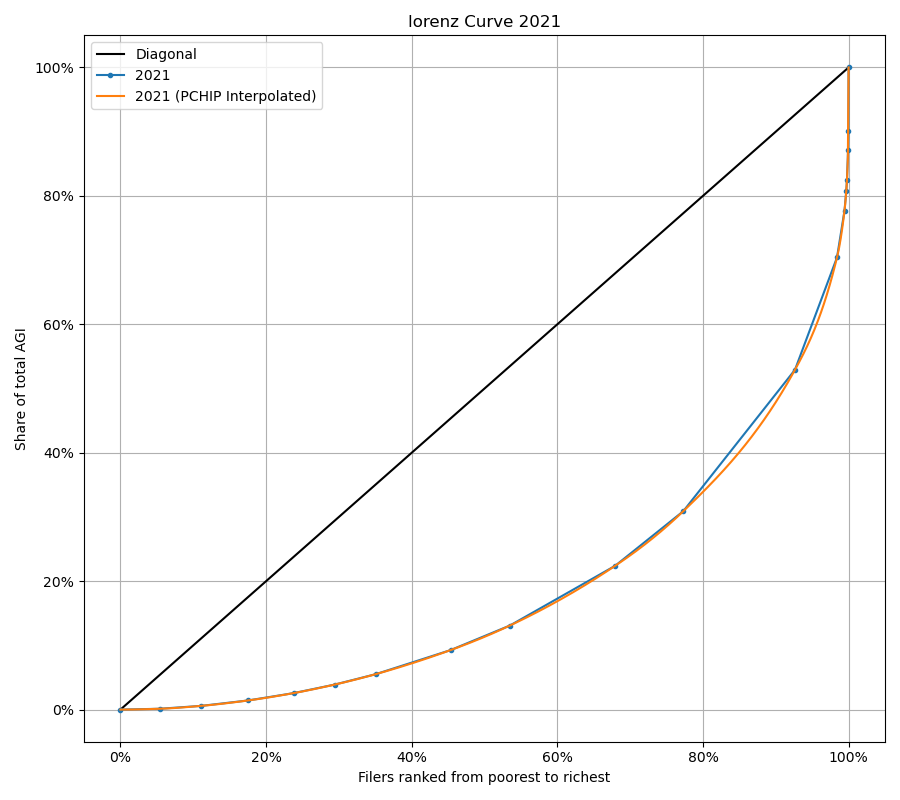 lorenz Curve 2021
Diagonal
2021
2021 (PCHIP Interpolated)
100%
80%
60%
40%
20%
0%
Share of total AGI
0% 20% 40% 60% 80% 100%
Filers ranked from poorest to richest